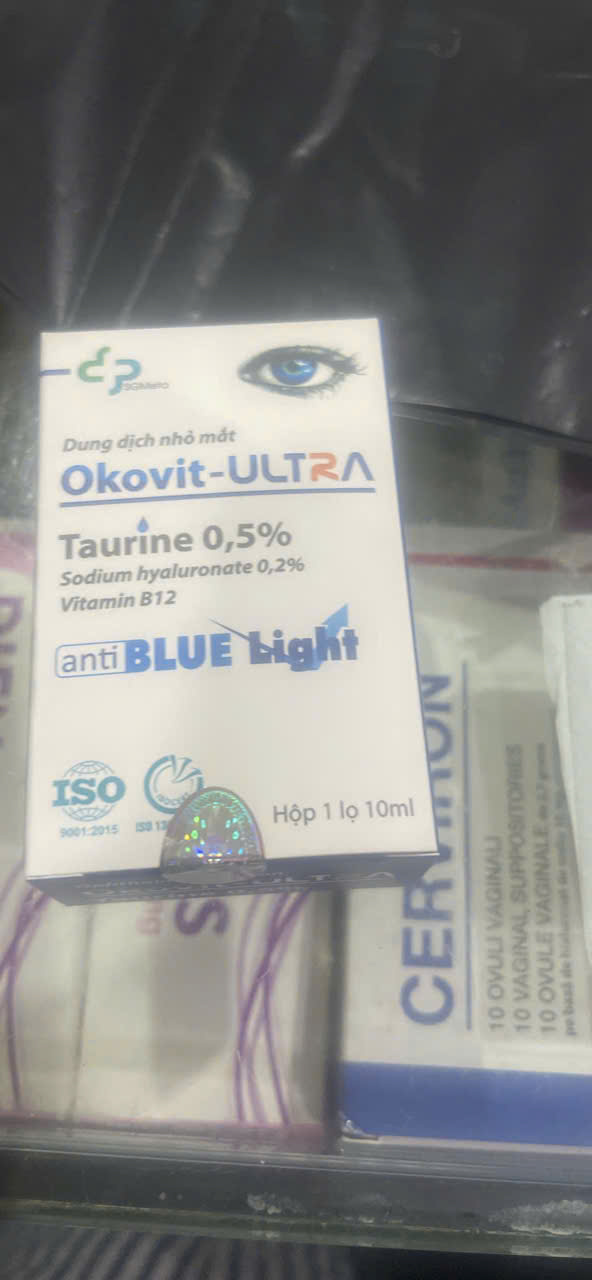 Dung dịch nhỏ mắt
Okovit-ULTRA
Taurine 0,5%
Sodium hyaluronate 0,2%
Vitamin B12
anti BLUE Light
ISO
9001:2015
Hộp 1 lọ 10ml
CERVIRON
10 OVULI VAGINALI
10 VAGINAL SUPPOSITORIES
10 OVULE VAGINALE